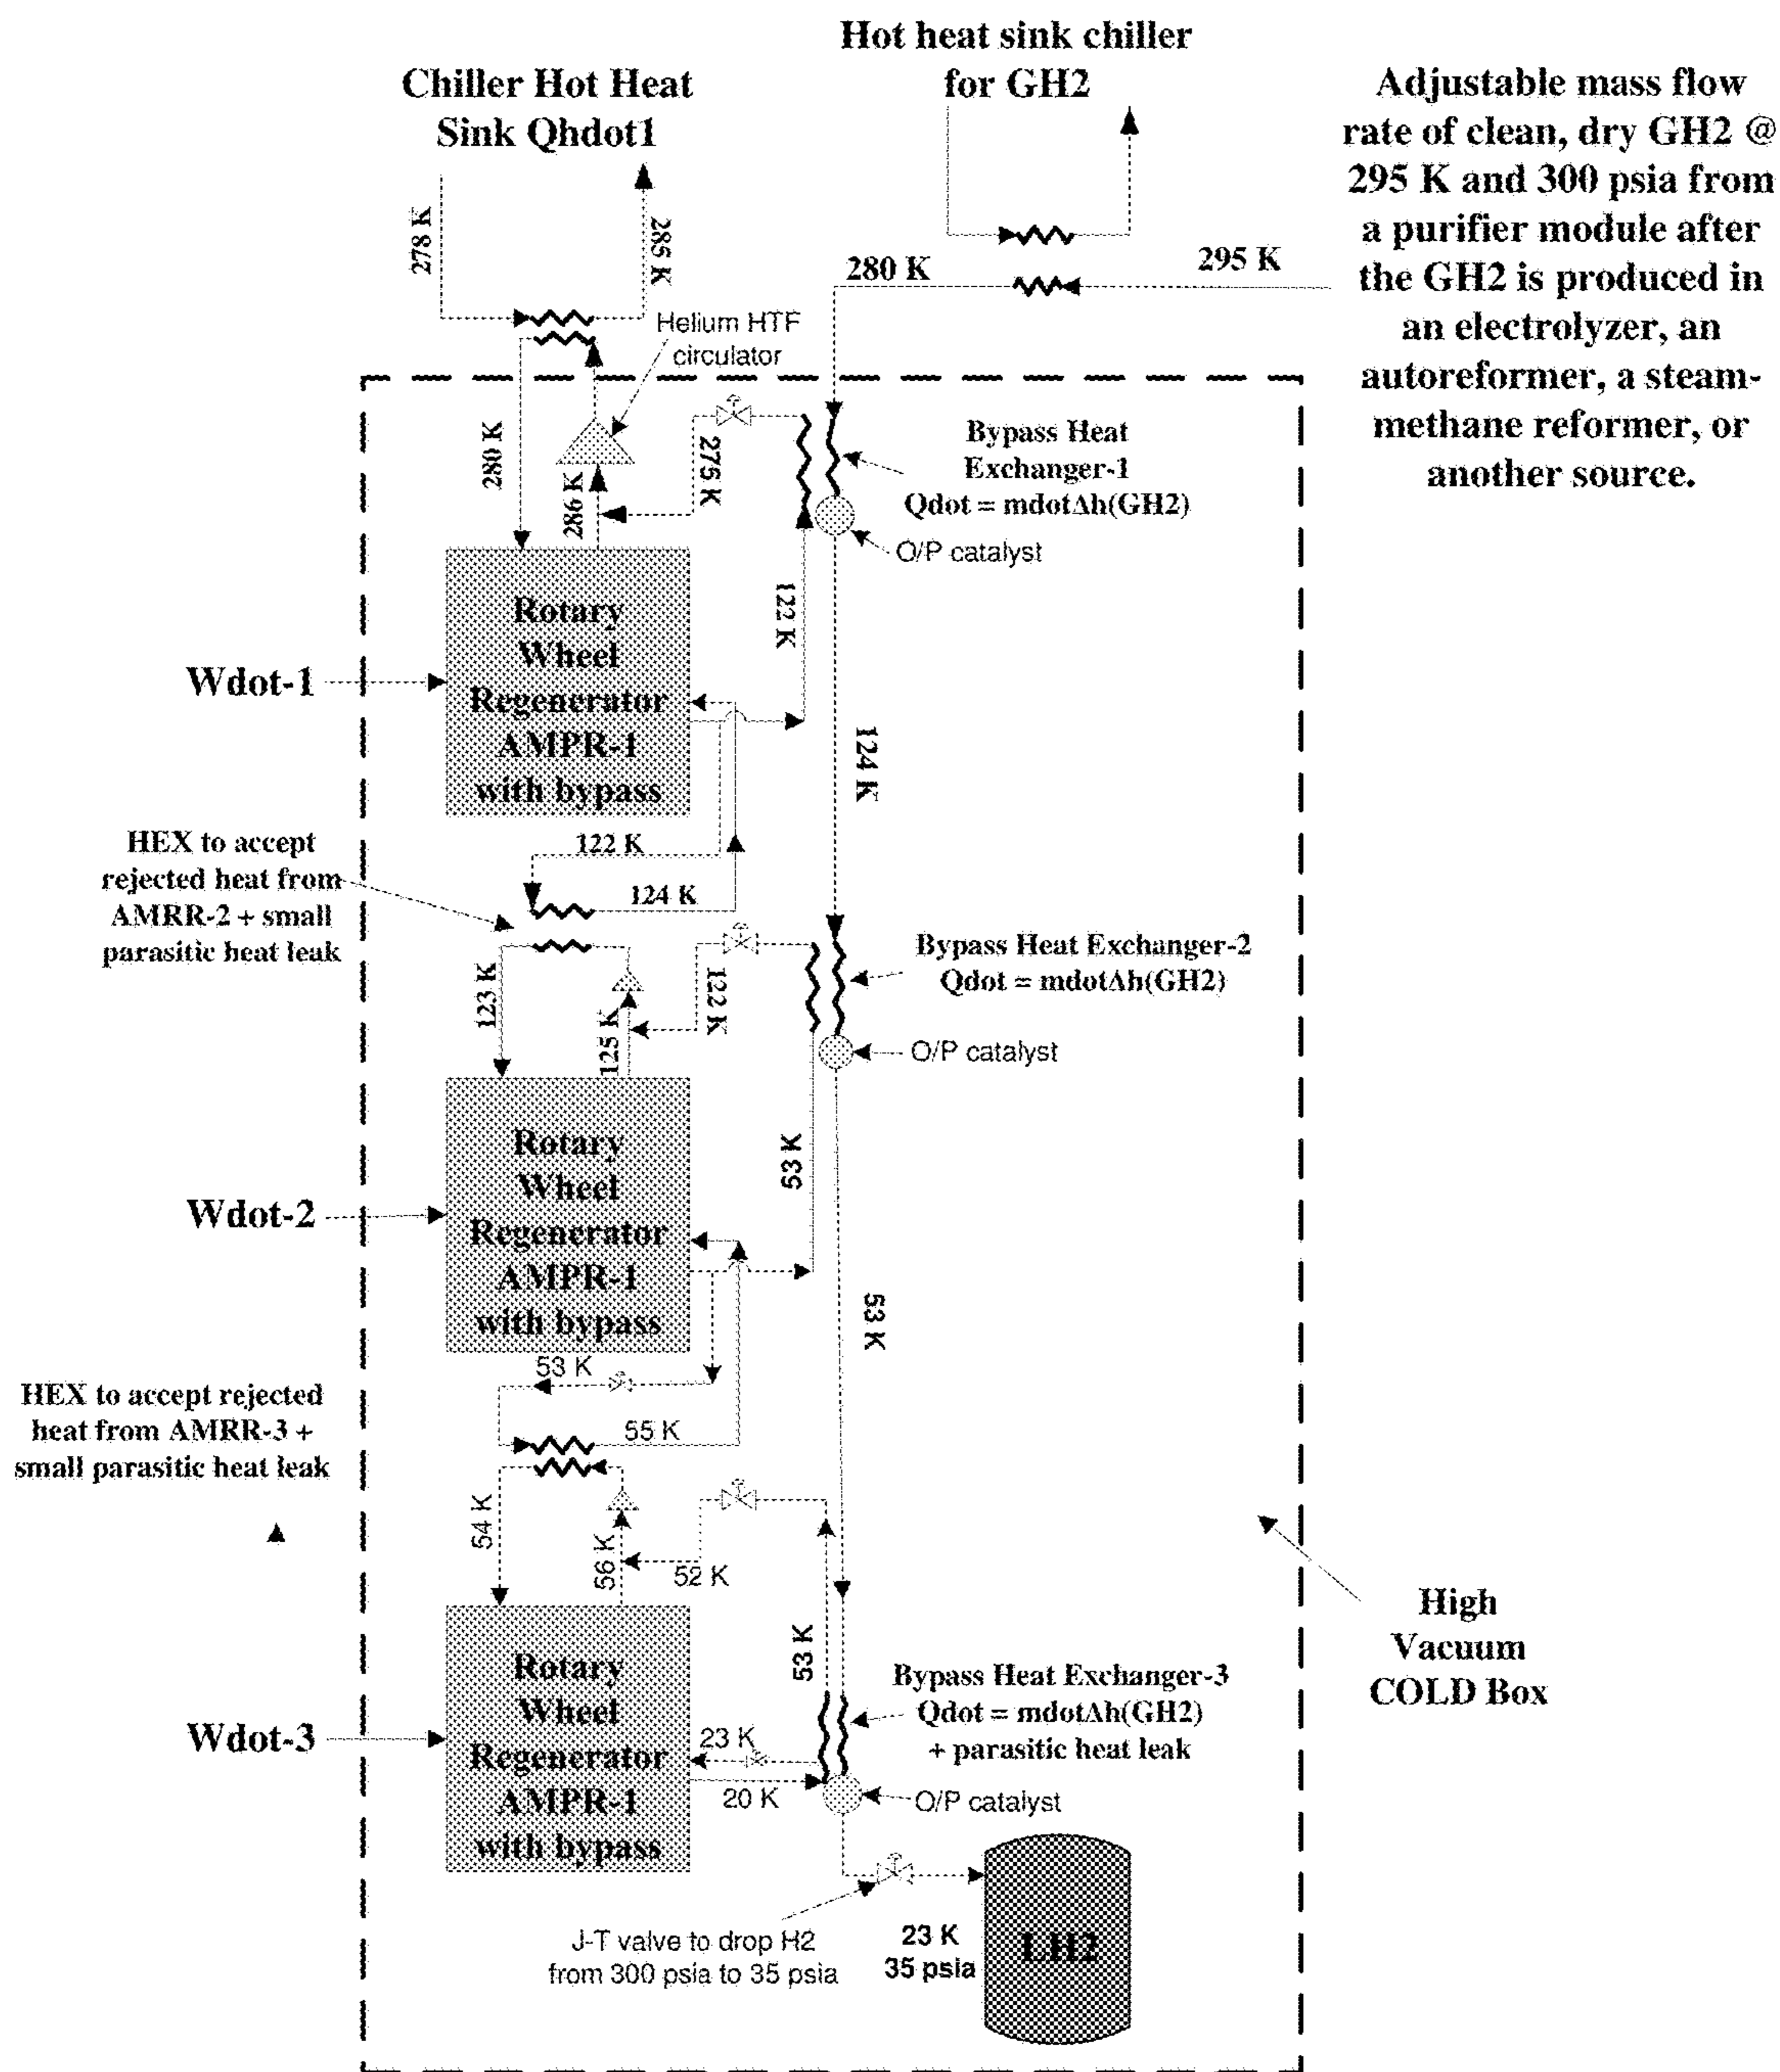 Hot heat sink chiller
for GH2
Chiller Hot Heat
Sink Qhdot1
Adjustable mass flow
rate of clean, dry GH2 @
295 K and 300 psia from
a purifier module after
the GH2 is produced in
an electrolyzer, an
autoreformer, a steam-
methane reformer, or
another source.
278 K
285 K
280 K
295 K
Helium HTF
circulator
280 K
286 K
275 K
Bypass Heat
Exchanger-1
Qdot = mdotΔh(GH2)
O/P catalyst
Rotary
Wheel
Regenerator
AMPR-1
with bypass
Wdot-1
122 K
124 K
HEX to accept
rejected heat from
AMRR-2 + small
parasitic heat leak
122 K
124 K
123 K
125 K
122 K
Bypass Heat Exchanger-2
Qdot = mdotΔh(GH2)
O/P catalyst
Rotary
Wheel
Regenerator
AMPR-1
with bypass
Wdot-2
53 K
53 K
53 K
55 K
HEX to accept rejected
heat from AMRR-3 +
small parasitic heat leak
54 K
56 K
52 K
53 K
Rotary
Wheel
Regenerator
AMPR-1
with bypass
Wdot-3
23 K
20 K
Bypass Heat Exchanger-3
Qdot = mdotΔh(GH2)
+ parasitic heat leak
O/P catalyst
High
Vacuum
COLD Box
J-T valve to drop H2
from 300 psia to 35 psia
23 K
35 psia
LH2